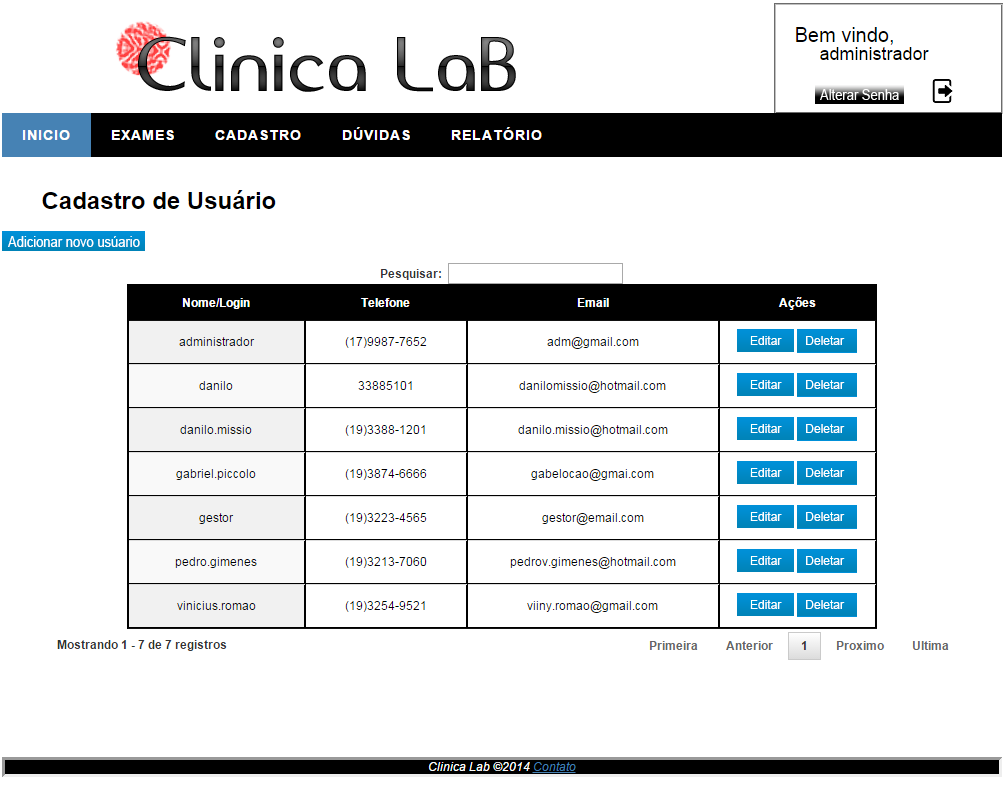 Clinica LaB
Bem vindo,
administrador
Alterar Senha
INICIO EXAMES CADASTRO DÚVIDAS RELATÓRIO
Cadastro de Usuário
Adicionar novo usúario
Pesquisar:
Nome/Login Telefone Email Ações
administrador (17)9987-7652 adm@gmail.com Editar Deletar
danilo 33885101 danilomissio@hotmail.com Editar Deletar
danilo.missio (19)3388-1201 danilo.missio@hotmail.com Editar Deletar
gabriel.piccolo (19)3874-6666 gabelocao@gmai.com Editar Deletar
gestor (19)3223-4565 gestor@email.com Editar Deletar
pedro.gimenes (19)3213-7060 pedrov.gimenes@hotmail.com Editar Deletar
vinicius.romao (19)3254-9521 viiny.romao@gmail.com Editar Deletar
Mostrando 1 - 7 de 7 registros Primeira Anterior 1 Proximo Ultima
Clinica Lab ©2014 Contato